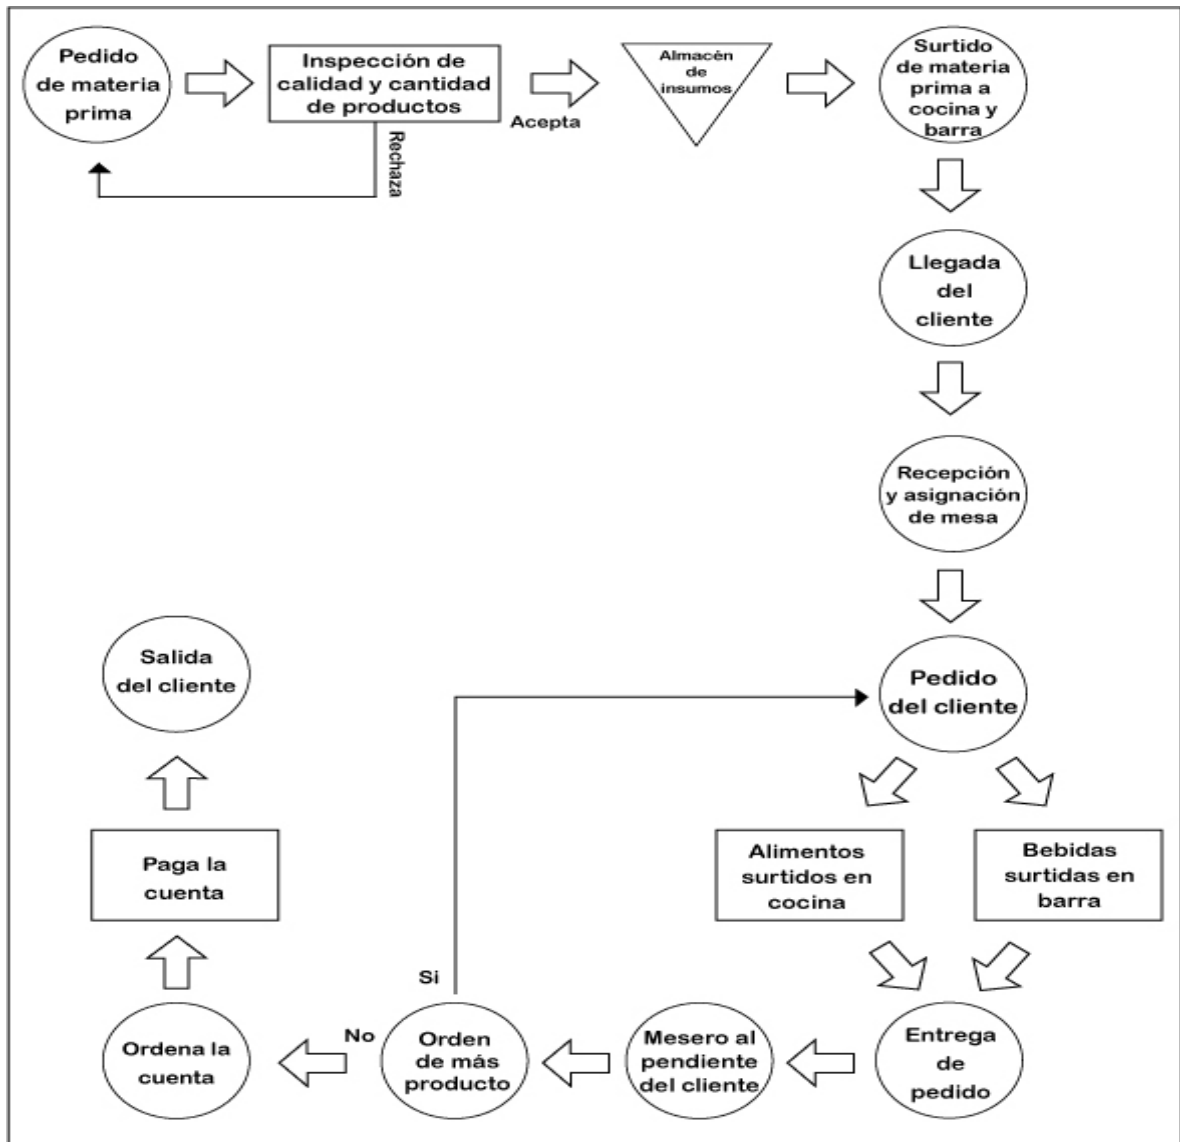 Pedido
de materia
prima
Inspección de
calidad y cantidad
de productos
Acepta
Rechaza
Almacén
de
insumos
Surtido
de materia
prima a
cocina y
barra
Llegada
del
cliente
Recepción
y asignación
de mesa
Pedido
del cliente
Alimentos
surtidos en
cocina
Bebidas
surtidas en
barra
Entrega
de
pedido
Mesero al
pendiente
del cliente
Orden
de más
producto
Si
No
Ordena la
cuenta
Paga la
cuenta
Salida
del cliente